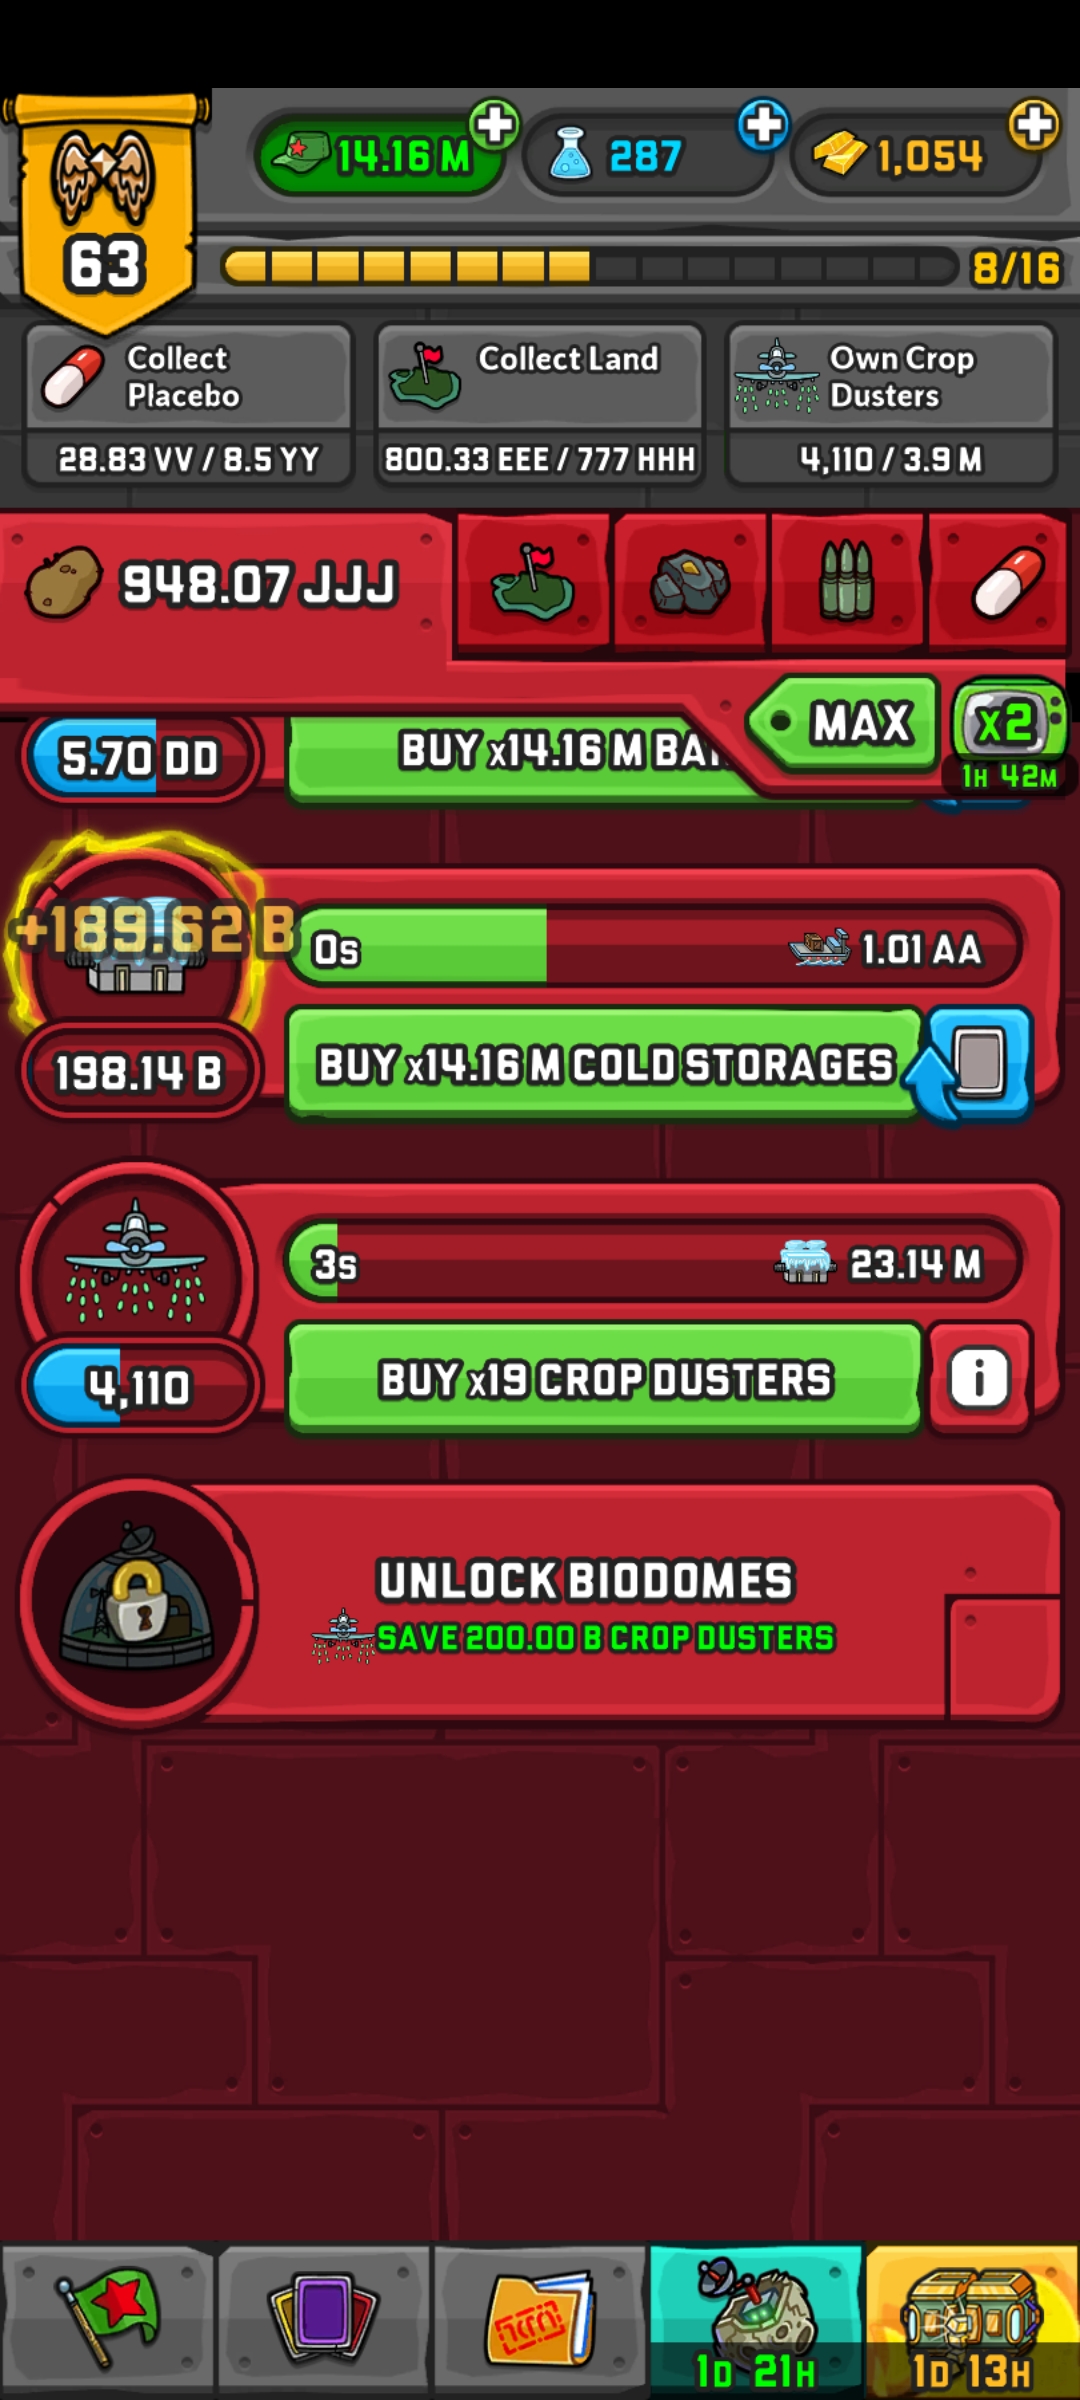 14.16 M
287
1,054
63
8/16
Collect
Placebo
28.83 VV / 8.5 YY
Collect Land
800.33 EEE / 777 HHH
Own Crop
Dusters
4,110 / 3.9 M
948.07 JJJ
MAX
x2
1H 42M
5.70 DD
BUY x14.16 M
+189.62 B
0s
1.01 AA
198.14 B
BUY x14.16 M COLD STORAGES
3s
23.14 M
4,110
BUY x19 CROP DUSTERS
i
UNLOCK BIODOMES
SAVE 200.00 B CROP DUSTERS
1D 21H
1D 13H